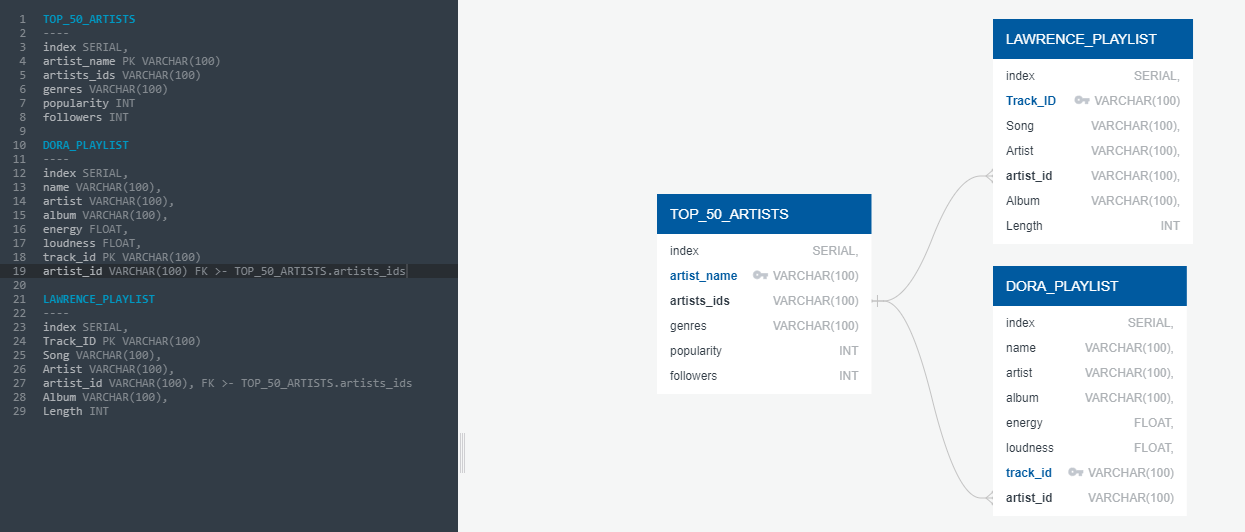 1 TOP_50_ARTISTS
2 ----
3 index SERIAL,
4 artist_name PK VARCHAR(100)
5 artists_ids VARCHAR(100)
6 genres VARCHAR(100)
7 popularity INT
8 followers INT
9
10 DORA_PLAYLIST
11 ----
12 index SERIAL,
13 name VARCHAR(100),
14 artist VARCHAR(100),
15 album VARCHAR(100),
16 energy FLOAT,
17 loudness FLOAT,
18 track_id PK VARCHAR(100)
19 artist_id VARCHAR(100) FK >- TOP_50_ARTISTS.artists_ids
20
21 LAWRENCE_PLAYLIST
22 ----
23 index SERIAL,
24 Track_ID PK VARCHAR(100)
25 Song VARCHAR(100),
26 Artist VARCHAR(100),
27 artist_id VARCHAR(100), FK >- TOP_50_ARTISTS.artists_ids
28 Album VARCHAR(100),
29 Length INT
TOP_50_ARTISTS
index SERIAL,
artist_name VARCHAR(100)
artists_ids VARCHAR(100)
genres VARCHAR(100)
popularity INT
followers INT
LAWRENCE_PLAYLIST
index SERIAL,
Track_ID VARCHAR(100)
Song VARCHAR(100),
Artist VARCHAR(100),
artist_id VARCHAR(100),
Album VARCHAR(100),
Length INT
DORA_PLAYLIST
index SERIAL,
name VARCHAR(100),
artist VARCHAR(100),
album VARCHAR(100),
energy FLOAT,
loudness FLOAT,
track_id VARCHAR(100)
artist_id VARCHAR(100)